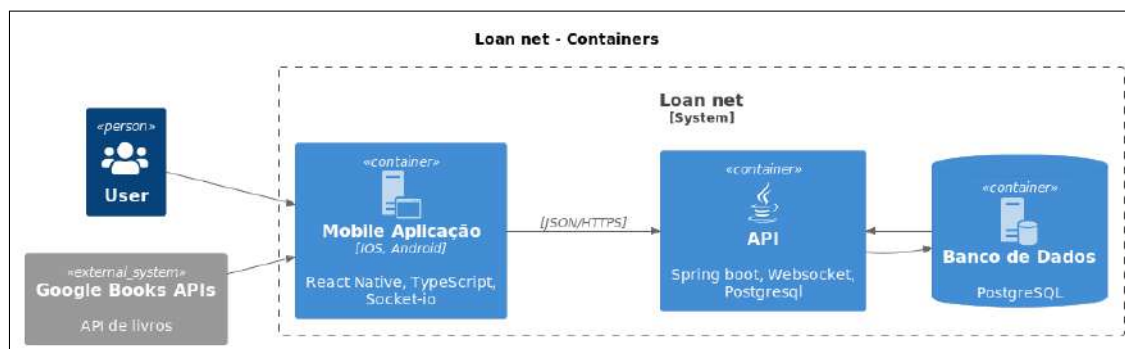 Loan net - Containers
Loan net
[System]
«person»
User
«external_system»
Google Books APIs
API de livros
«container»
Mobile Aplicação
[IOS, Android]
React Native, TypeScript,
Socket-io
[JSON/HTTPS]
«container»
API
Spring boot, Websocket,
Postgresql
«container»
Banco de Dados
PostgreSQL